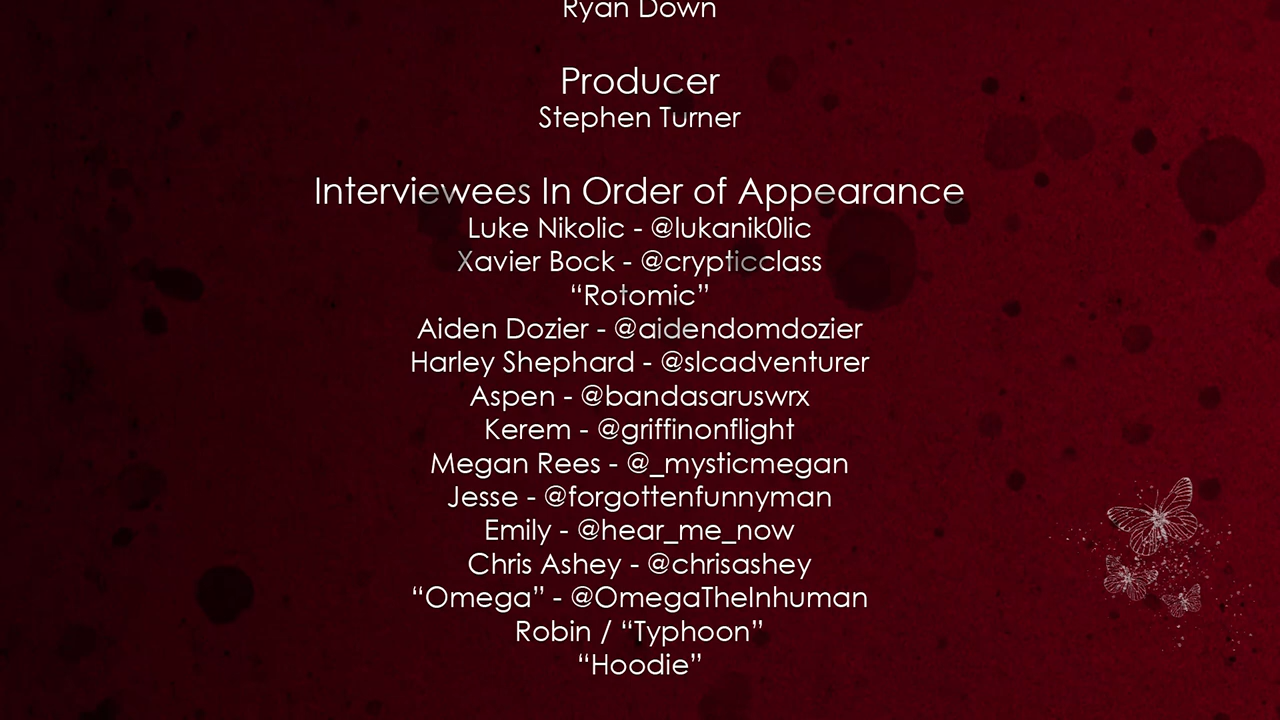 Ryan Down
Producer
Stephen Turner
Interviewees In Order of Appearance
Luke Nikolic - @lukanik0lic
Xavier Bock - @crypticclass
“Rotomic”
Aiden Dozier - @aidendomdozier
Harley Shephard - @slcadventurer
Aspen - @bandasaruswrx
Kerem - @griffinonflight
Megan Rees - @_mysticmegan
Jesse - @forgottenfunnyman
Emily - @hear_me_now
Chris Ashey - @chrisashey
“Omega” - @OmegaTheInhuman
Robin / “Typhoon”
“Hoodie”